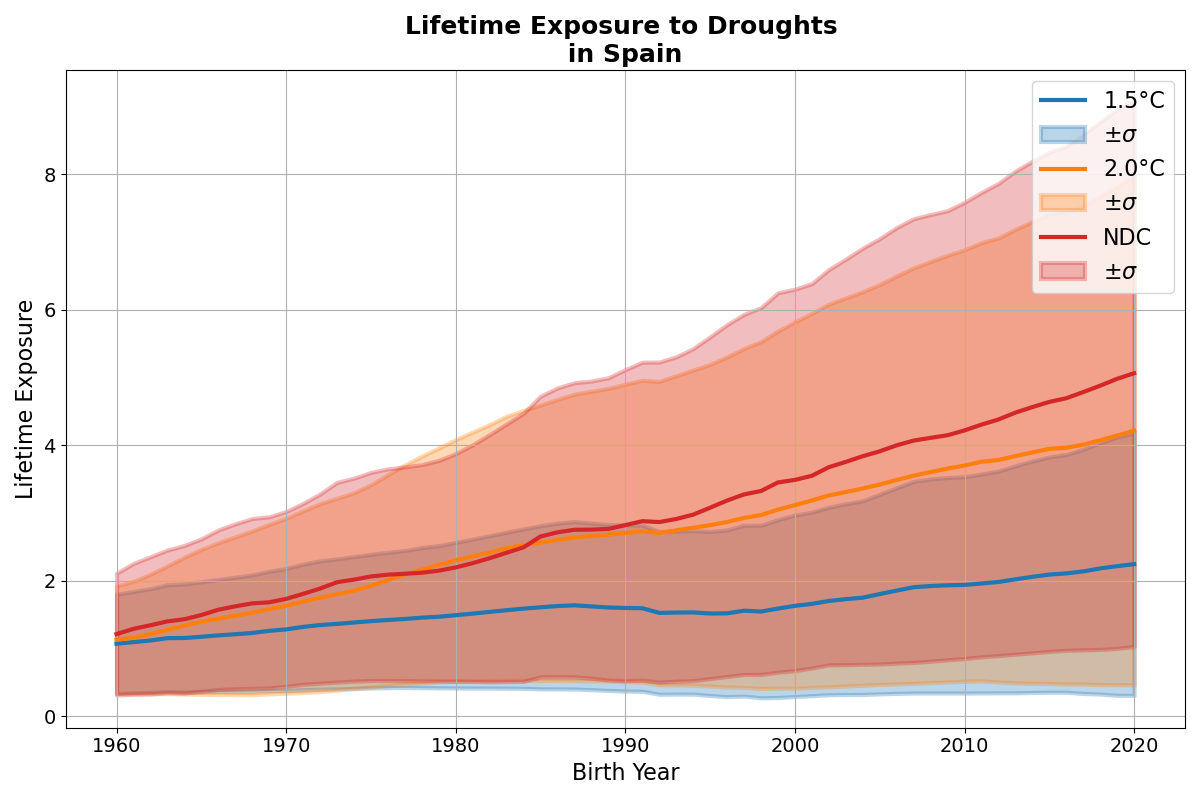 Lifetime Exposure to Droughts
in Spain
1.5°C
±σ
2.0°C
±σ
NDC
±σ
Lifetime Exposure
8
6
4
2
0
1960
1970
1980
1990
2000
2010
2020
Birth Year